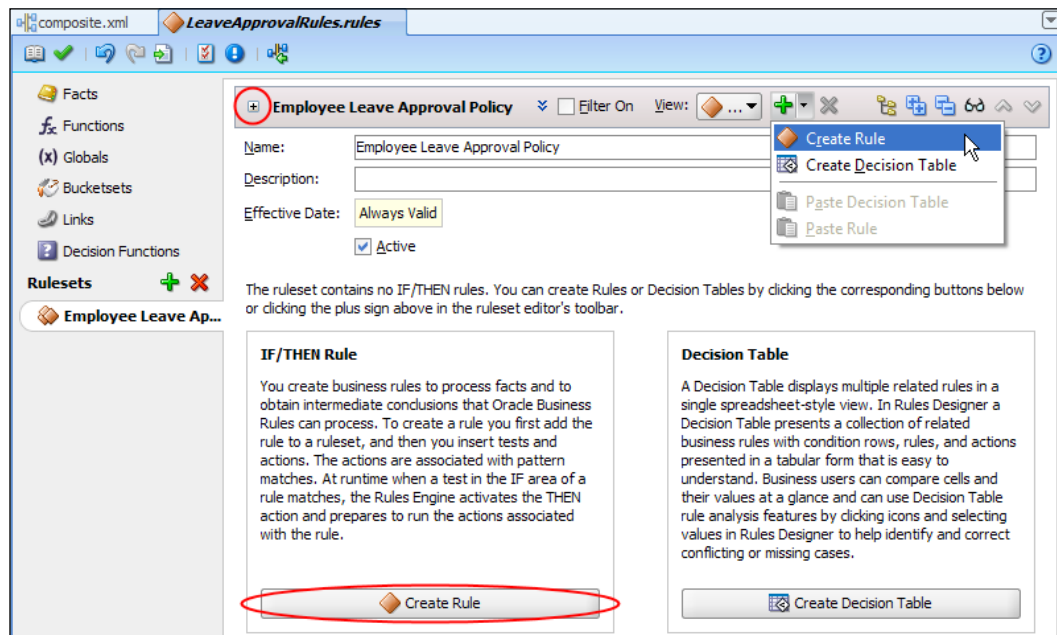 composite.xml
LeaveApprovalRules.rules
Facts
Functions
Globals
Bucketsets
Links
Decision Functions
Rulesets
Employee Leave Ap...
Employee Leave Approval Policy
Filter On
View:
...
Create Rule
Create Decision Table
Paste Decision Table
Paste Rule
Name:
Employee Leave Approval Policy
Description:
Effective Date:
Always Valid
Active
The ruleset contains no IF/THEN rules. You can create Rules or Decision Tables by clicking the corresponding buttons below
or clicking the plus sign above in the ruleset editor's toolbar.
IF/THEN Rule
You create business rules to process facts and to
obtain intermediate conclusions that Oracle Business
Rules can process. To create a rule you first add the
rule to a ruleset, and then you insert tests and
actions. The actions are associated with pattern
matches. At runtime when a test in the IF area of a
rule matches, the Rules Engine activates the THEN
action and prepares to run the actions associated
with the rule.
Create Rule
Decision Table
A Decision Table displays multiple related rules in a
single spreadsheet-style view. In Rules Designer a
Decision Table presents a collection of related
business rules with condition rows, rules, and actions
presented in a tabular form that is easy to
understand. Business users can compare cells and
their values at a glance and can use Decision Table
rule analysis features by clicking icons and selecting
values in Rules Designer to help identify and correct
conflicting or missing cases.
Create Decision Table